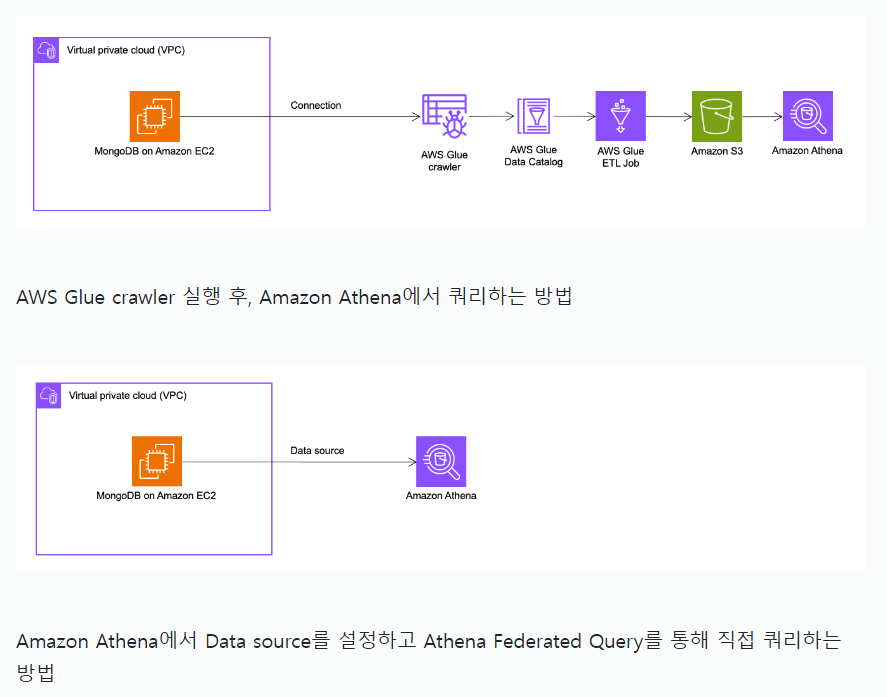 Virtual private cloud (VPC)
Connection
MongoDB on Amazon EC2
AWS Glue
crawler
AWS Glue
Data Catalog
AWS Glue
ETL Job
Amazon S3
Amazon Athena
AWS Glue crawler 실행 후, Amazon Athena에서 쿼리하는 방법
Virtual private cloud (VPC)
Data source
MongoDB on Amazon EC2
Amazon Athena
Amazon Athena에서 Data source를 설정하고 Athena Federated Query를 통해 직접 쿼리하는
방법